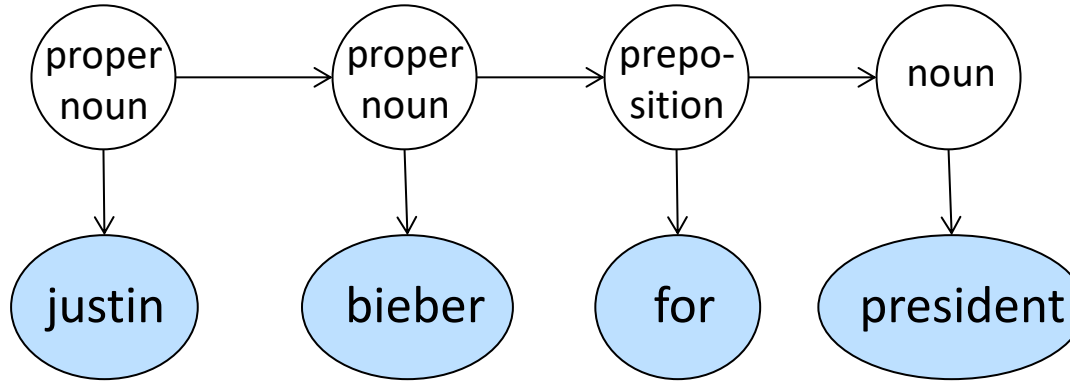 proper
noun
proper
noun
prepo-
sition
noun
justin
bieber
for
president